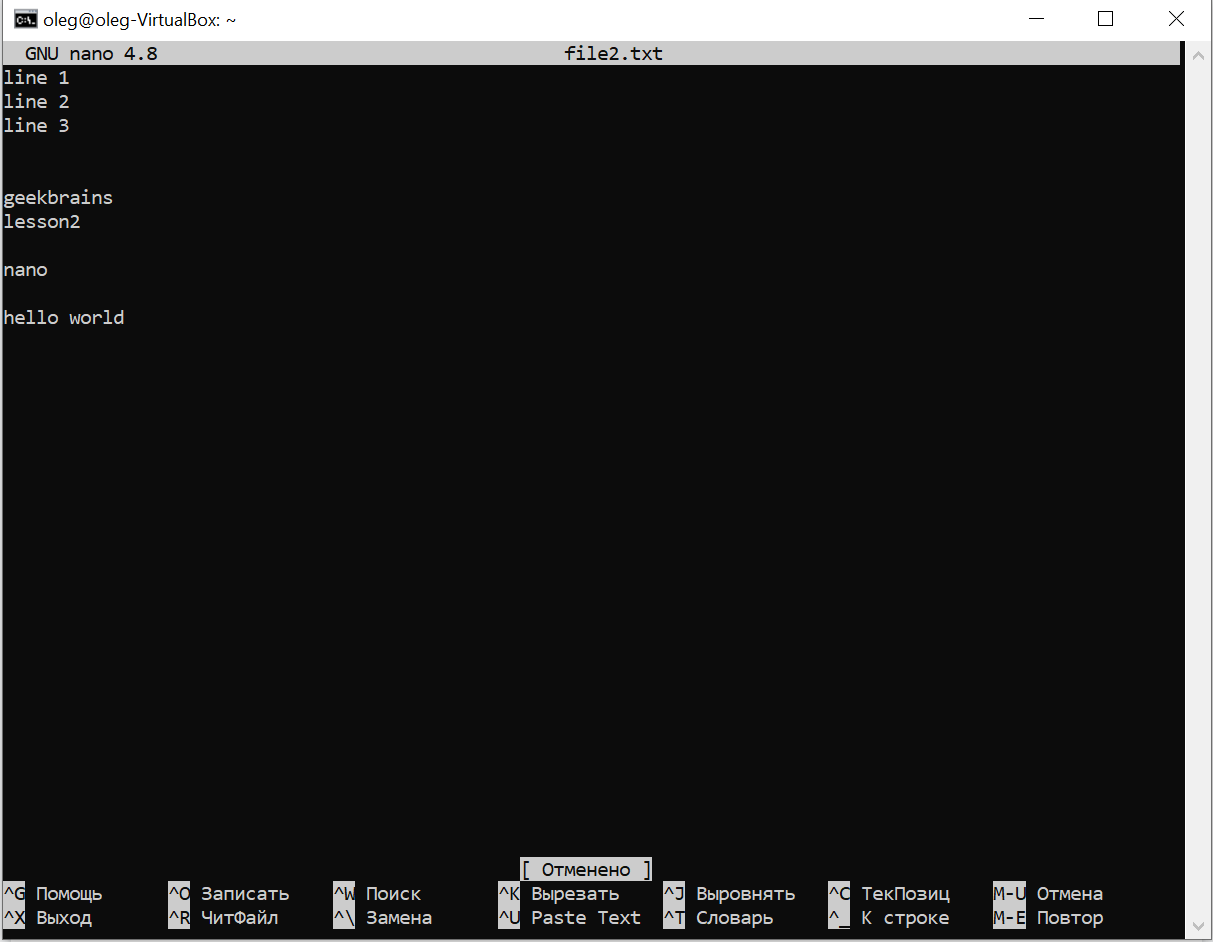 oleg@oleg-VirtualBox: ~
GNU nano 4.8 file2.txt
line 1
line 2
line 3
geekbrains
lesson2
nano
hello world
[ Отменено ]
^G Помощь ^O Записать ^W Поиск ^K Вырезать ^J Выровнять ^C ТекПозиц M-U Отмена
^X Выход ^R ЧитФайл ^\ Замена ^U Paste Text ^T Словарь ^_ К строке M-E Повтор